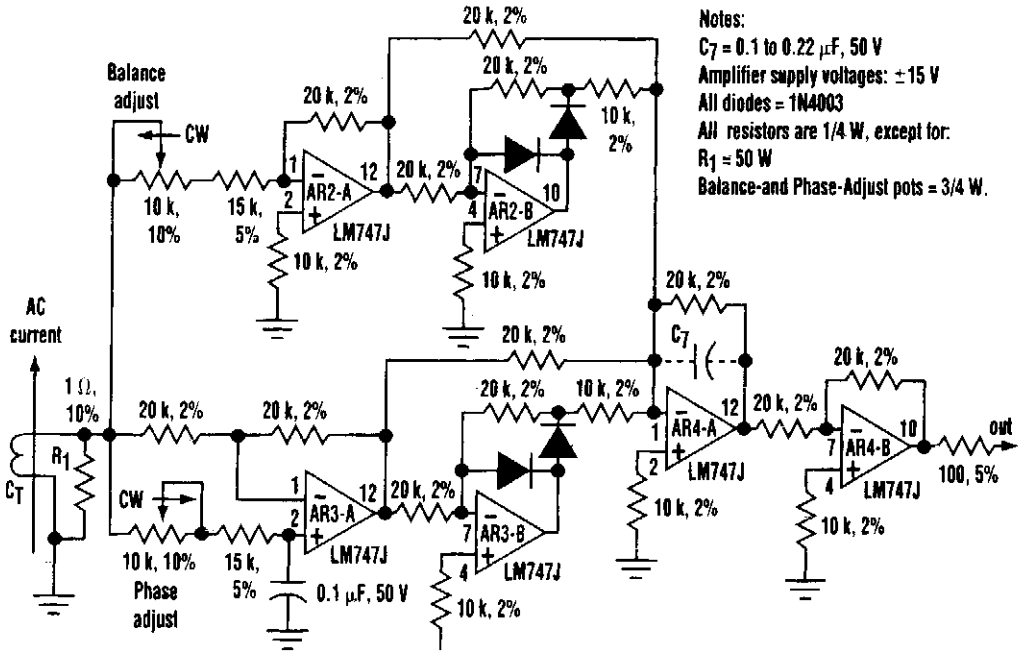 20 k, 2%
Notes:
C7 = 0.1 to 0.22 µF, 50 V
Amplifier supply voltages: ±15 V
All diodes = 1N4003
All resistors are 1/4 W, except for:
R1 = 50 W
Balance-and Phase-Adjust pots = 3/4 W.
Balance
adjust
CW
20 k, 2%
20 k, 2%
10 k,
2%
10 k,
10%
15 k,
5%
1
2
12
AR2-A
LM747J
10 k, 2%
20 k, 2%
7
4
10
AR2-B
LM747J
10 k, 2%
AC
current
1 Ω,
10%
R1
CT
20 k, 2%
20 k, 2%
20 k, 2%
CW
10 k, 10%
Phase
adjust
15 k,
5%
0.1 µF, 50 V
1
2
12
AR3-A
LM747J
20 k, 2%
20 k, 2%
10 k, 2%
7
4
AR3-B
LM747J
10 k, 2%
20 k, 2%
C7
1
2
12
AR4-A
LM747J
10 k, 2%
20 k, 2%
20 k, 2%
7
4
10
AR4-B
LM747J
10 k, 2%
out
100, 5%